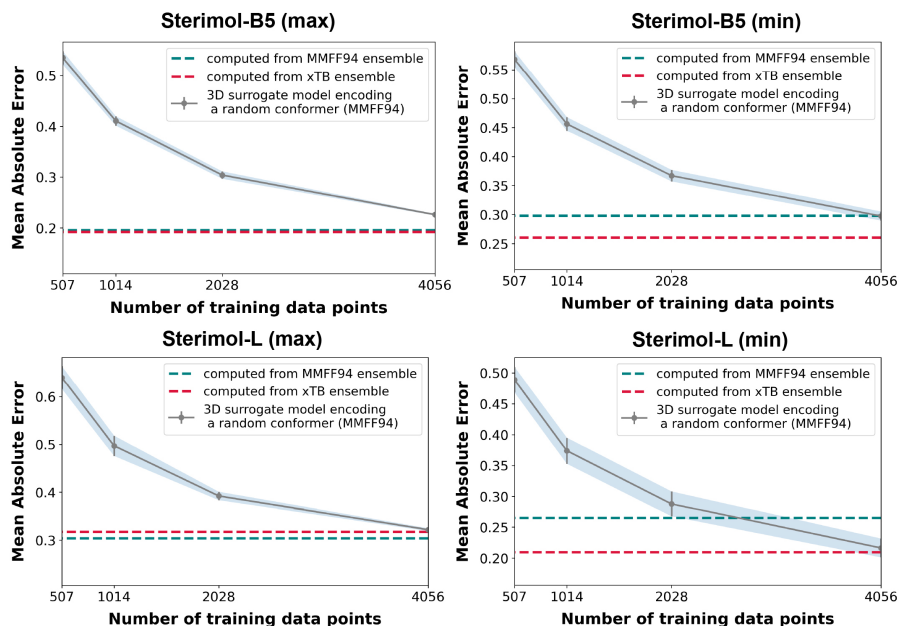 Sterimol-B5 (max)
Mean Absolute Error
0.5
0.4
0.3
0.2
computed from MMFF94 ensemble
computed from xTB ensemble
3D surrogate model encoding
a random conformer (MMFF94)
507 1014 2028 4056
Number of training data points
Sterimol-B5 (min)
Mean Absolute Error
0.55
0.50
0.45
0.40
0.35
0.30
0.25
computed from MMFF94 ensemble
computed from xTB ensemble
3D surrogate model encoding
a random conformer (MMFF94)
507 1014 2028 4056
Number of training data points
Sterimol-L (max)
Mean Absolute Error
0.6
0.5
0.4
0.3
computed from MMFF94 ensemble
computed from xTB ensemble
3D surrogate model encoding
a random conformer (MMFF94)
507 1014 2028 4056
Number of training data points
Sterimol-L (min)
Mean Absolute Error
0.50
0.45
0.40
0.35
0.30
0.25
0.20
computed from MMFF94 ensemble
computed from xTB ensemble
3D surrogate model encoding
a random conformer (MMFF94)
507 1014 2028 4056
Number of training data points